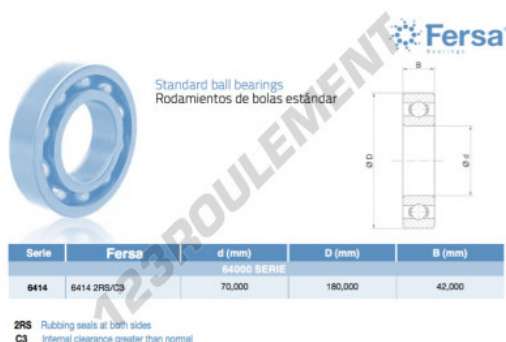 Fersa
Bearings
Standard ball bearings
Rodamientos de bolas estándar
B
Ø D
Ø d
Serie Fersa d (mm) D (mm) B (mm)
64000 SERIE
6414 6414 2RS/C3 70,000 180,000 42,000
2RS Rubbing seals at both sides
C3 Internal clearance greater than normal
123ROULEMENT